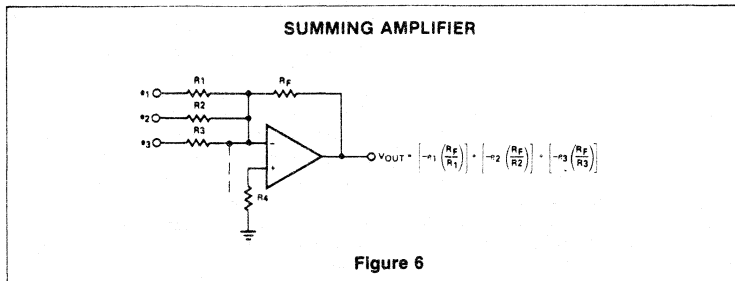 SUMMING AMPLIFIER
R1
RF
e1
R2
e2
R3
e3
-
+
VOUT = [-e1 (RF/R1)] + [-e2 (RF/R2)] + [-e3 (RF/R3)]
R4
Figure 6